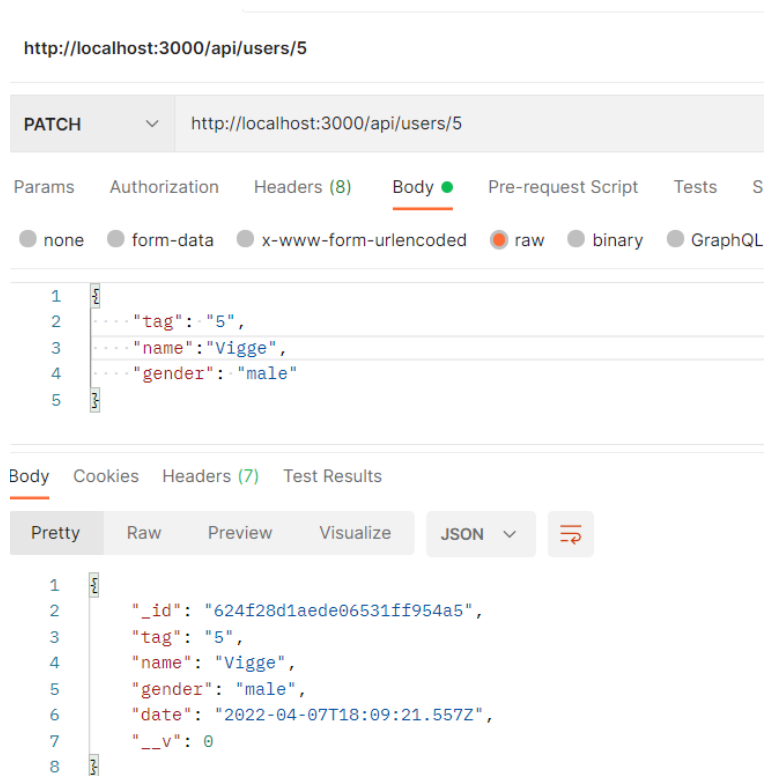 http://localhost:3000/api/users/5
PATCH http://localhost:3000/api/users/5
Params Authorization Headers (8) Body Pre-request Script Tests S
none form-data x-www-form-urlencoded raw binary GraphQL
1 {
2 "tag": "5",
3 "name":"Vigge",
4 "gender": "male"
5 }
Body Cookies Headers (7) Test Results
Pretty Raw Preview Visualize JSON
1 {
2 "_id": "624f28d1aede06531ff954a5",
3 "tag": "5",
4 "name": "Vigge",
5 "gender": "male",
6 "date": "2022-04-07T18:09:21.557Z",
7 "__v": 0
8 }